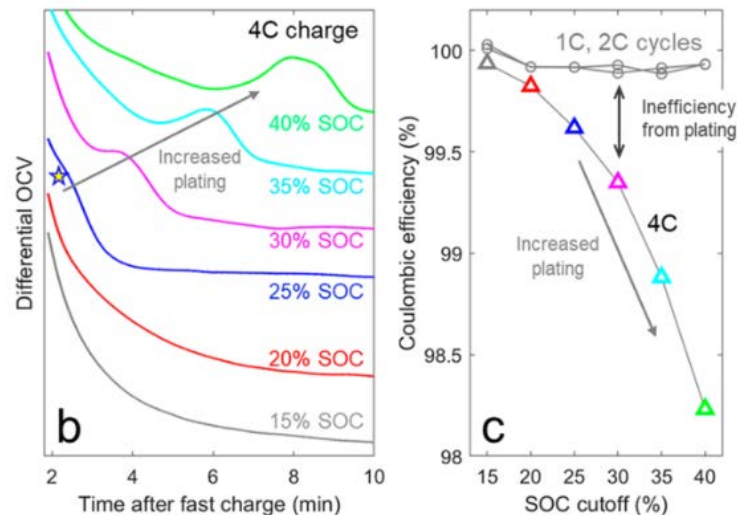 4C charge
40% SOC
Increased
plating
35% SOC
30% SOC
25% SOC
20% SOC
15% SOC
b
Differential OCV
2 4 6 8 10
Time after fast charge (min)
100
99.5
99
98.5
98
1C, 2C cycles
Inefficiency
from plating
4C
Increased
plating
c
Coulombic efficiency (%)
15 20 25 30 35 40
SOC cutoff (%)